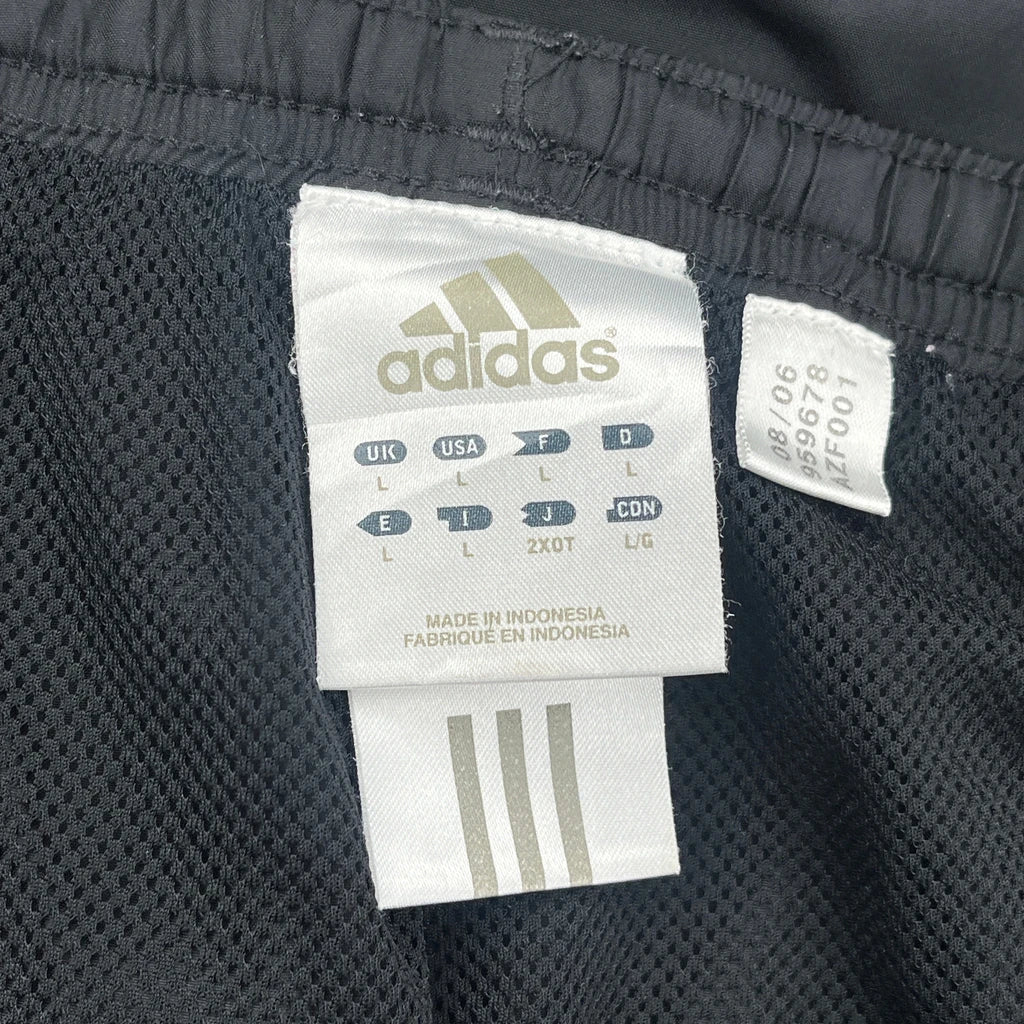 adidas®
UK USA F D
L L L L
E I J CDN
L L 2XOT L/G
MADE IN INDONESIA
FABRIQUÉ EN INDONESIA
08/06
959678
AZF001